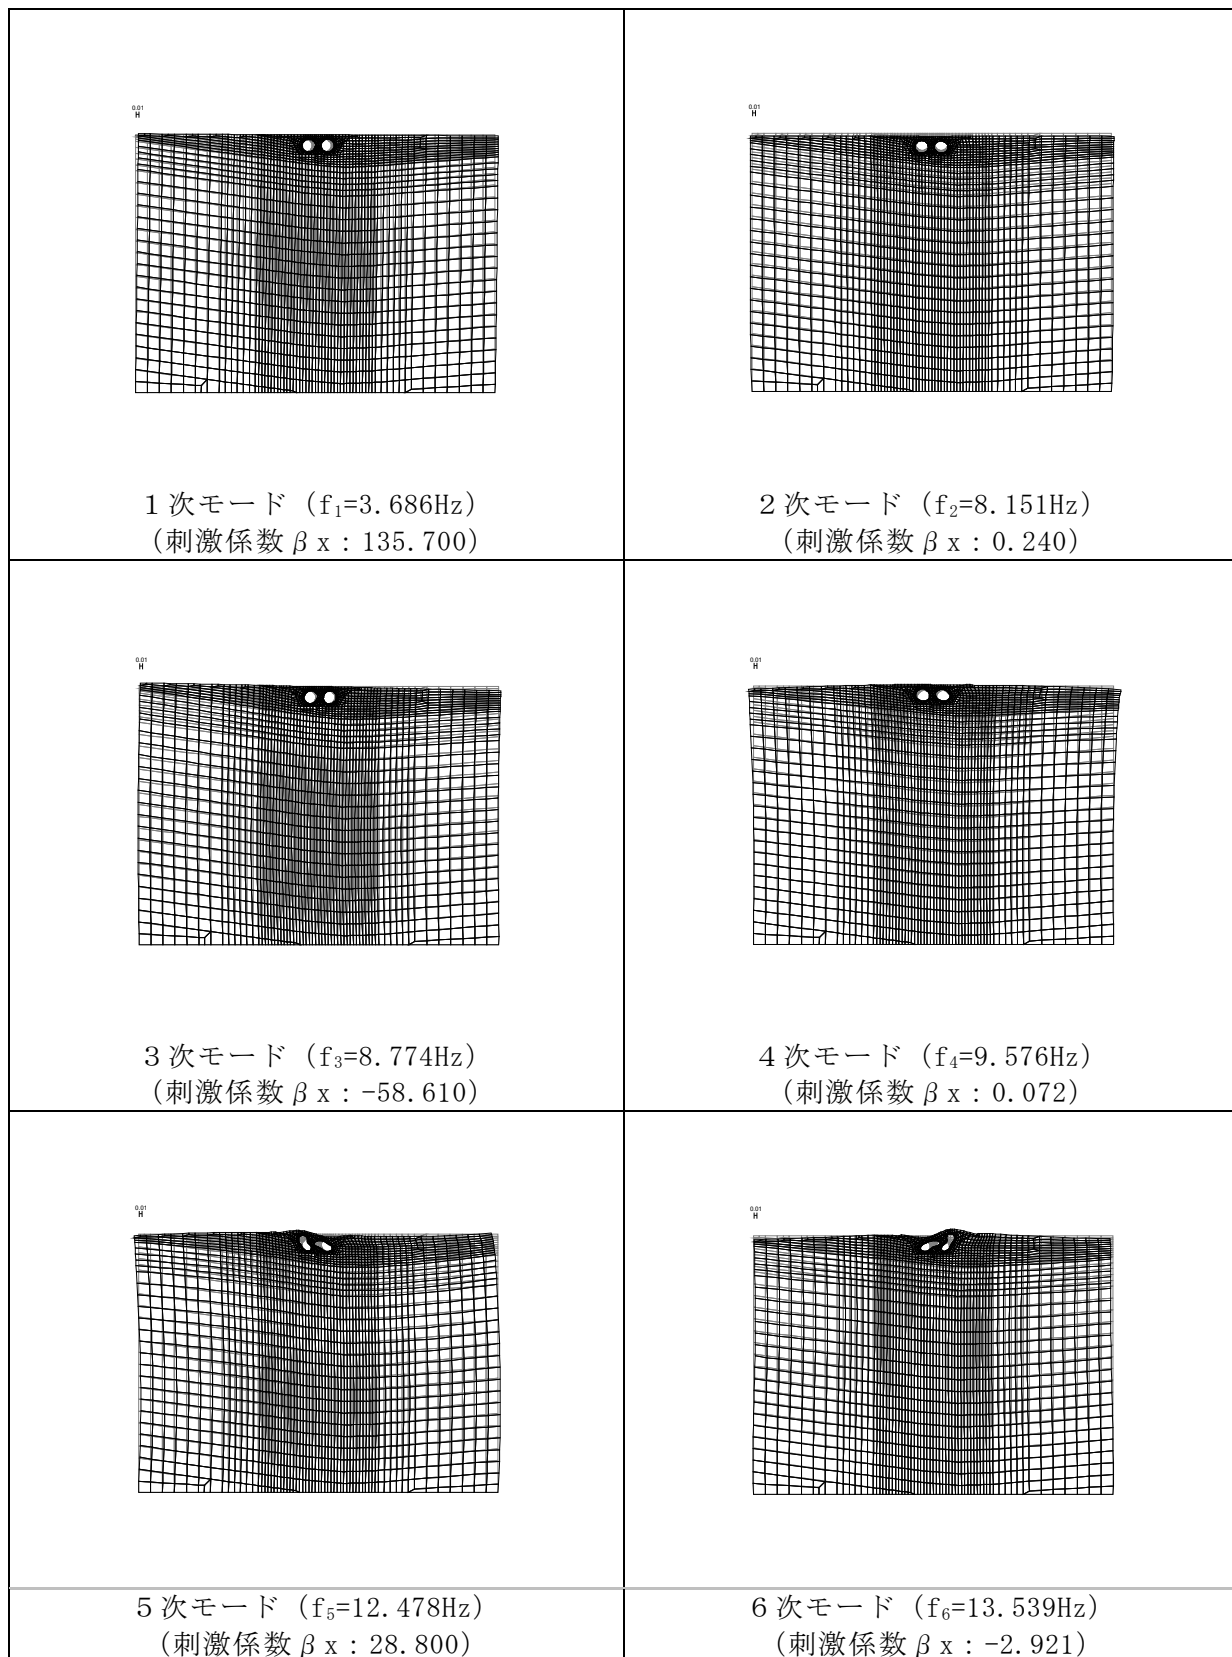 0.01
H
0.01
H
1次モード（f₁=3.686Hz）
（刺激係数βx：135.700）
2次モード（f₂=8.151Hz）
（刺激係数βx：0.240）
0.01
H
0.01
H
3次モード（f₃=8.774Hz）
（刺激係数βx：-58.610）
4次モード（f₄=9.576Hz）
（刺激係数βx：0.072）
0.01
H
0.01
H
5次モード（f₅=12.478Hz）
（刺激係数βx：28.800）
6次モード（f₆=13.539Hz）
（刺激係数βx：-2.921）